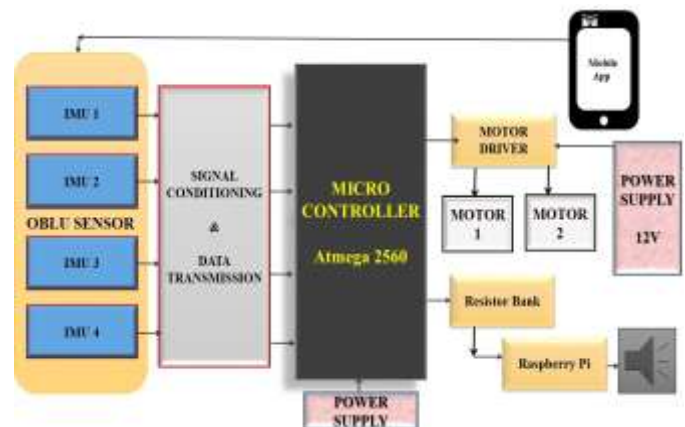 Mobile
App
IMU 1
IMU 2
OBLU SENSOR
IMU 3
IMU 4
SIGNAL
CONDITIONING
&
DATA
TRANSMISSION
MICRO
CONTROLLER
Atmega 2560
MOTOR
DRIVER
MOTOR
1
MOTOR
2
POWER
SUPPLY
12V
Resistor Bank
Raspberry Pi
POWER
SUPPLY